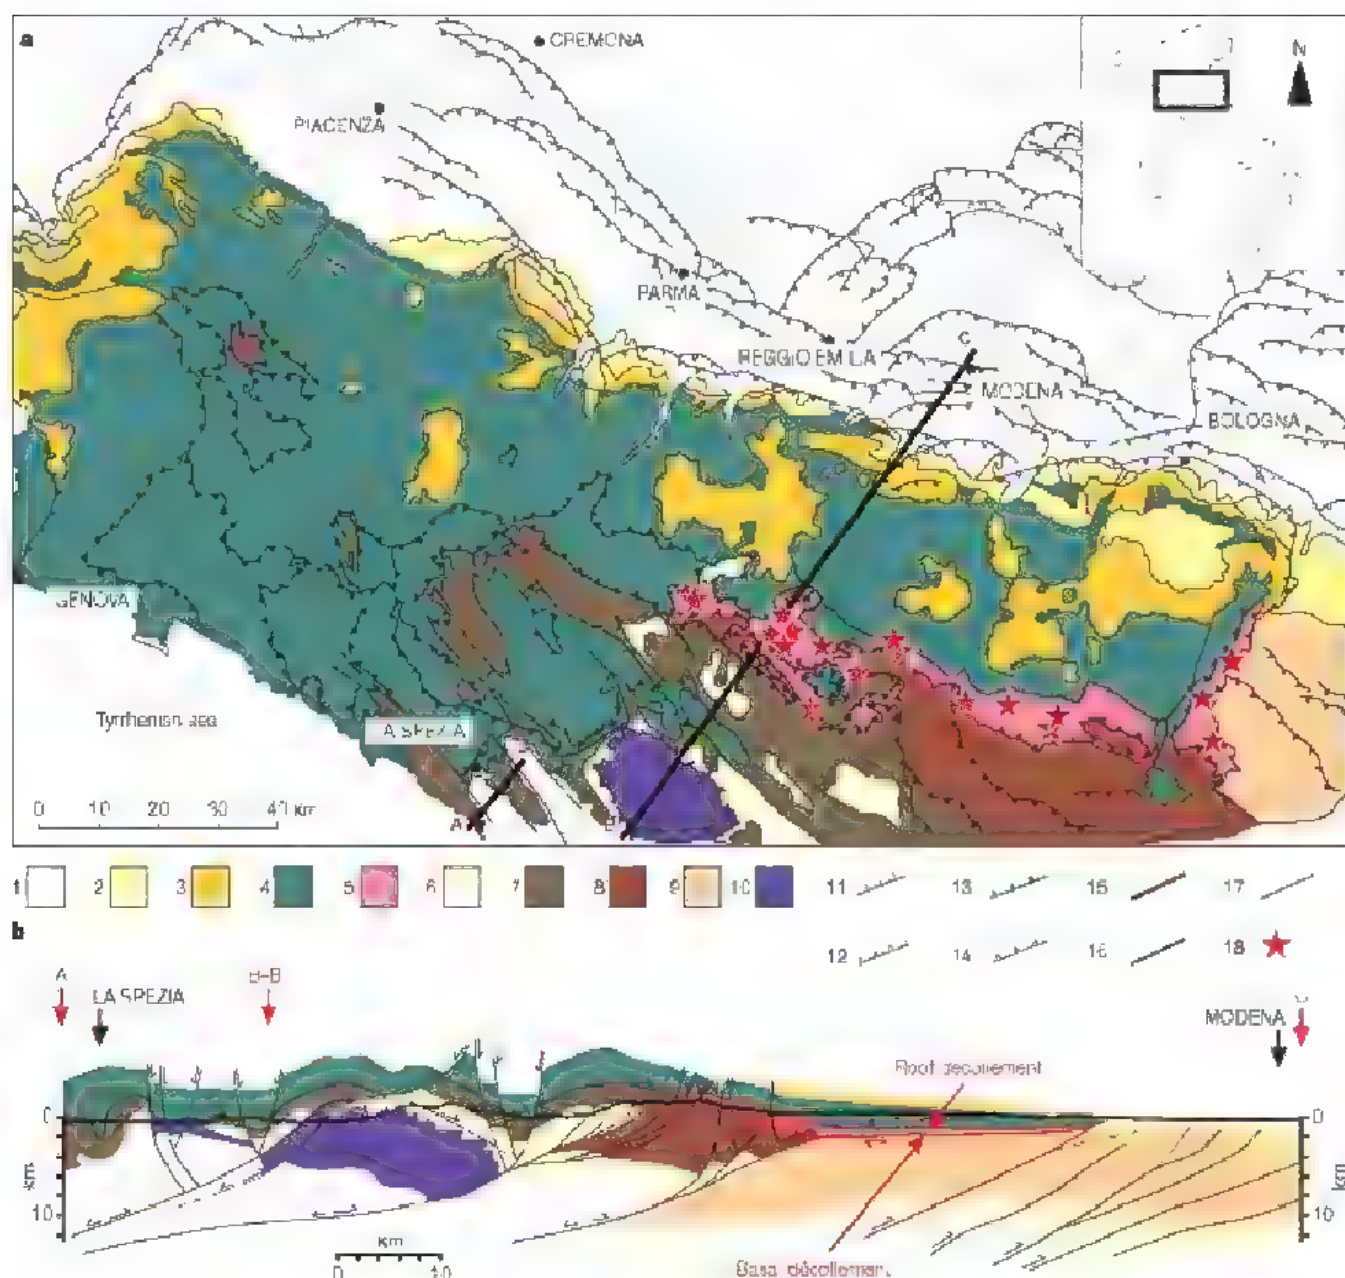 a
CREMONA
N
PIACENZA
PARMA
REGGIO EMILIA
C
MODENA
BOLOGNA
GENOVA
Tyrrhenian sea
LA SPEZIA
0 10 20 30 40 km
A
1 2 3 4 5 6 7 8 9 10 11 13 15 17
b
12 14 16 18
A
LA SPEZIA
B-B
MODENA
Roof décollement
0 0
km km
10 10
km
0 10
Basal décollement